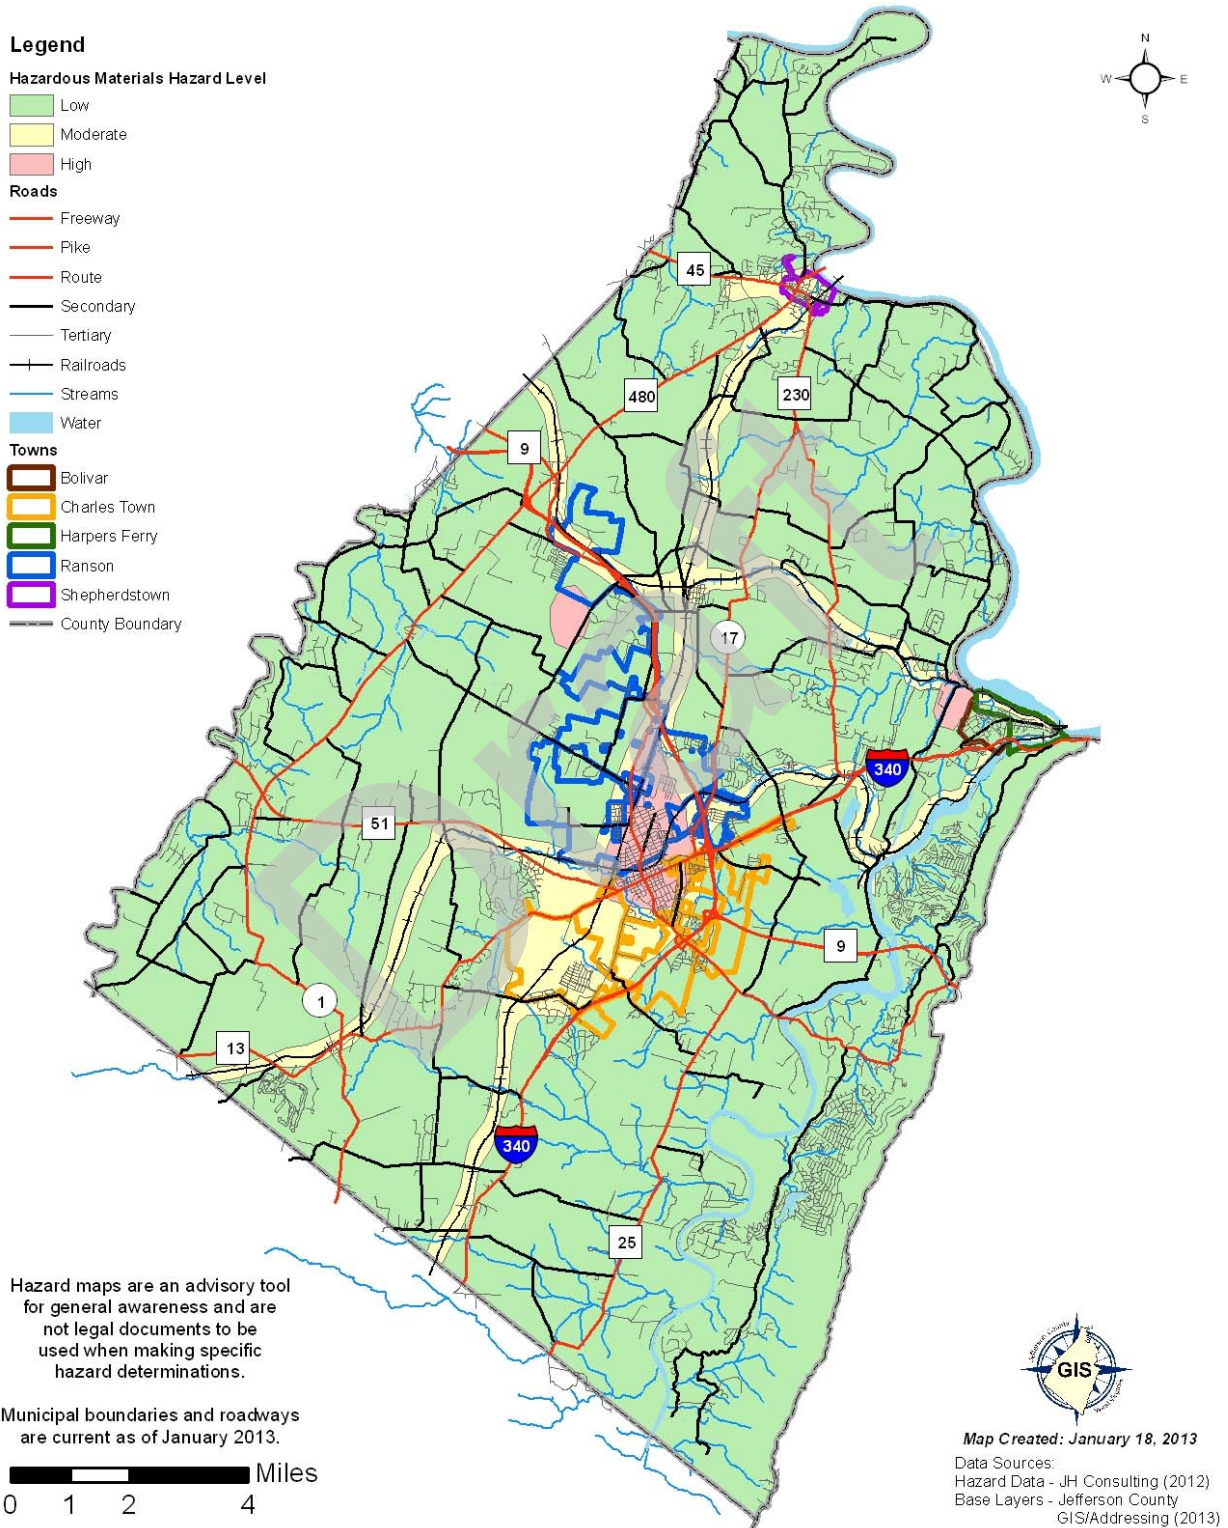 Legend
Hazardous Materials Hazard Level
Low
Moderate
High
Roads
Freeway
Pike
Route
Secondary
Tertiary
Railroads
Streams
Water
Towns
Bolivar
Charles Town
Harpers Ferry
Ranson
Shepherdstown
County Boundary
N
W E
S
45
480
230
9
17
340
51
9
1
13
340
25
Draft
Hazard maps are an advisory tool
for general awareness and are
not legal documents to be
used when making specific
hazard determinations.
Municipal boundaries and roadways
are current as of January 2013.
Miles
0 1 2 4
Jefferson County
GIS
West Virginia
Map Created: January 18, 2013
Data Sources:
Hazard Data - JH Consulting (2012)
Base Layers - Jefferson County
GIS/Addressing (2013)